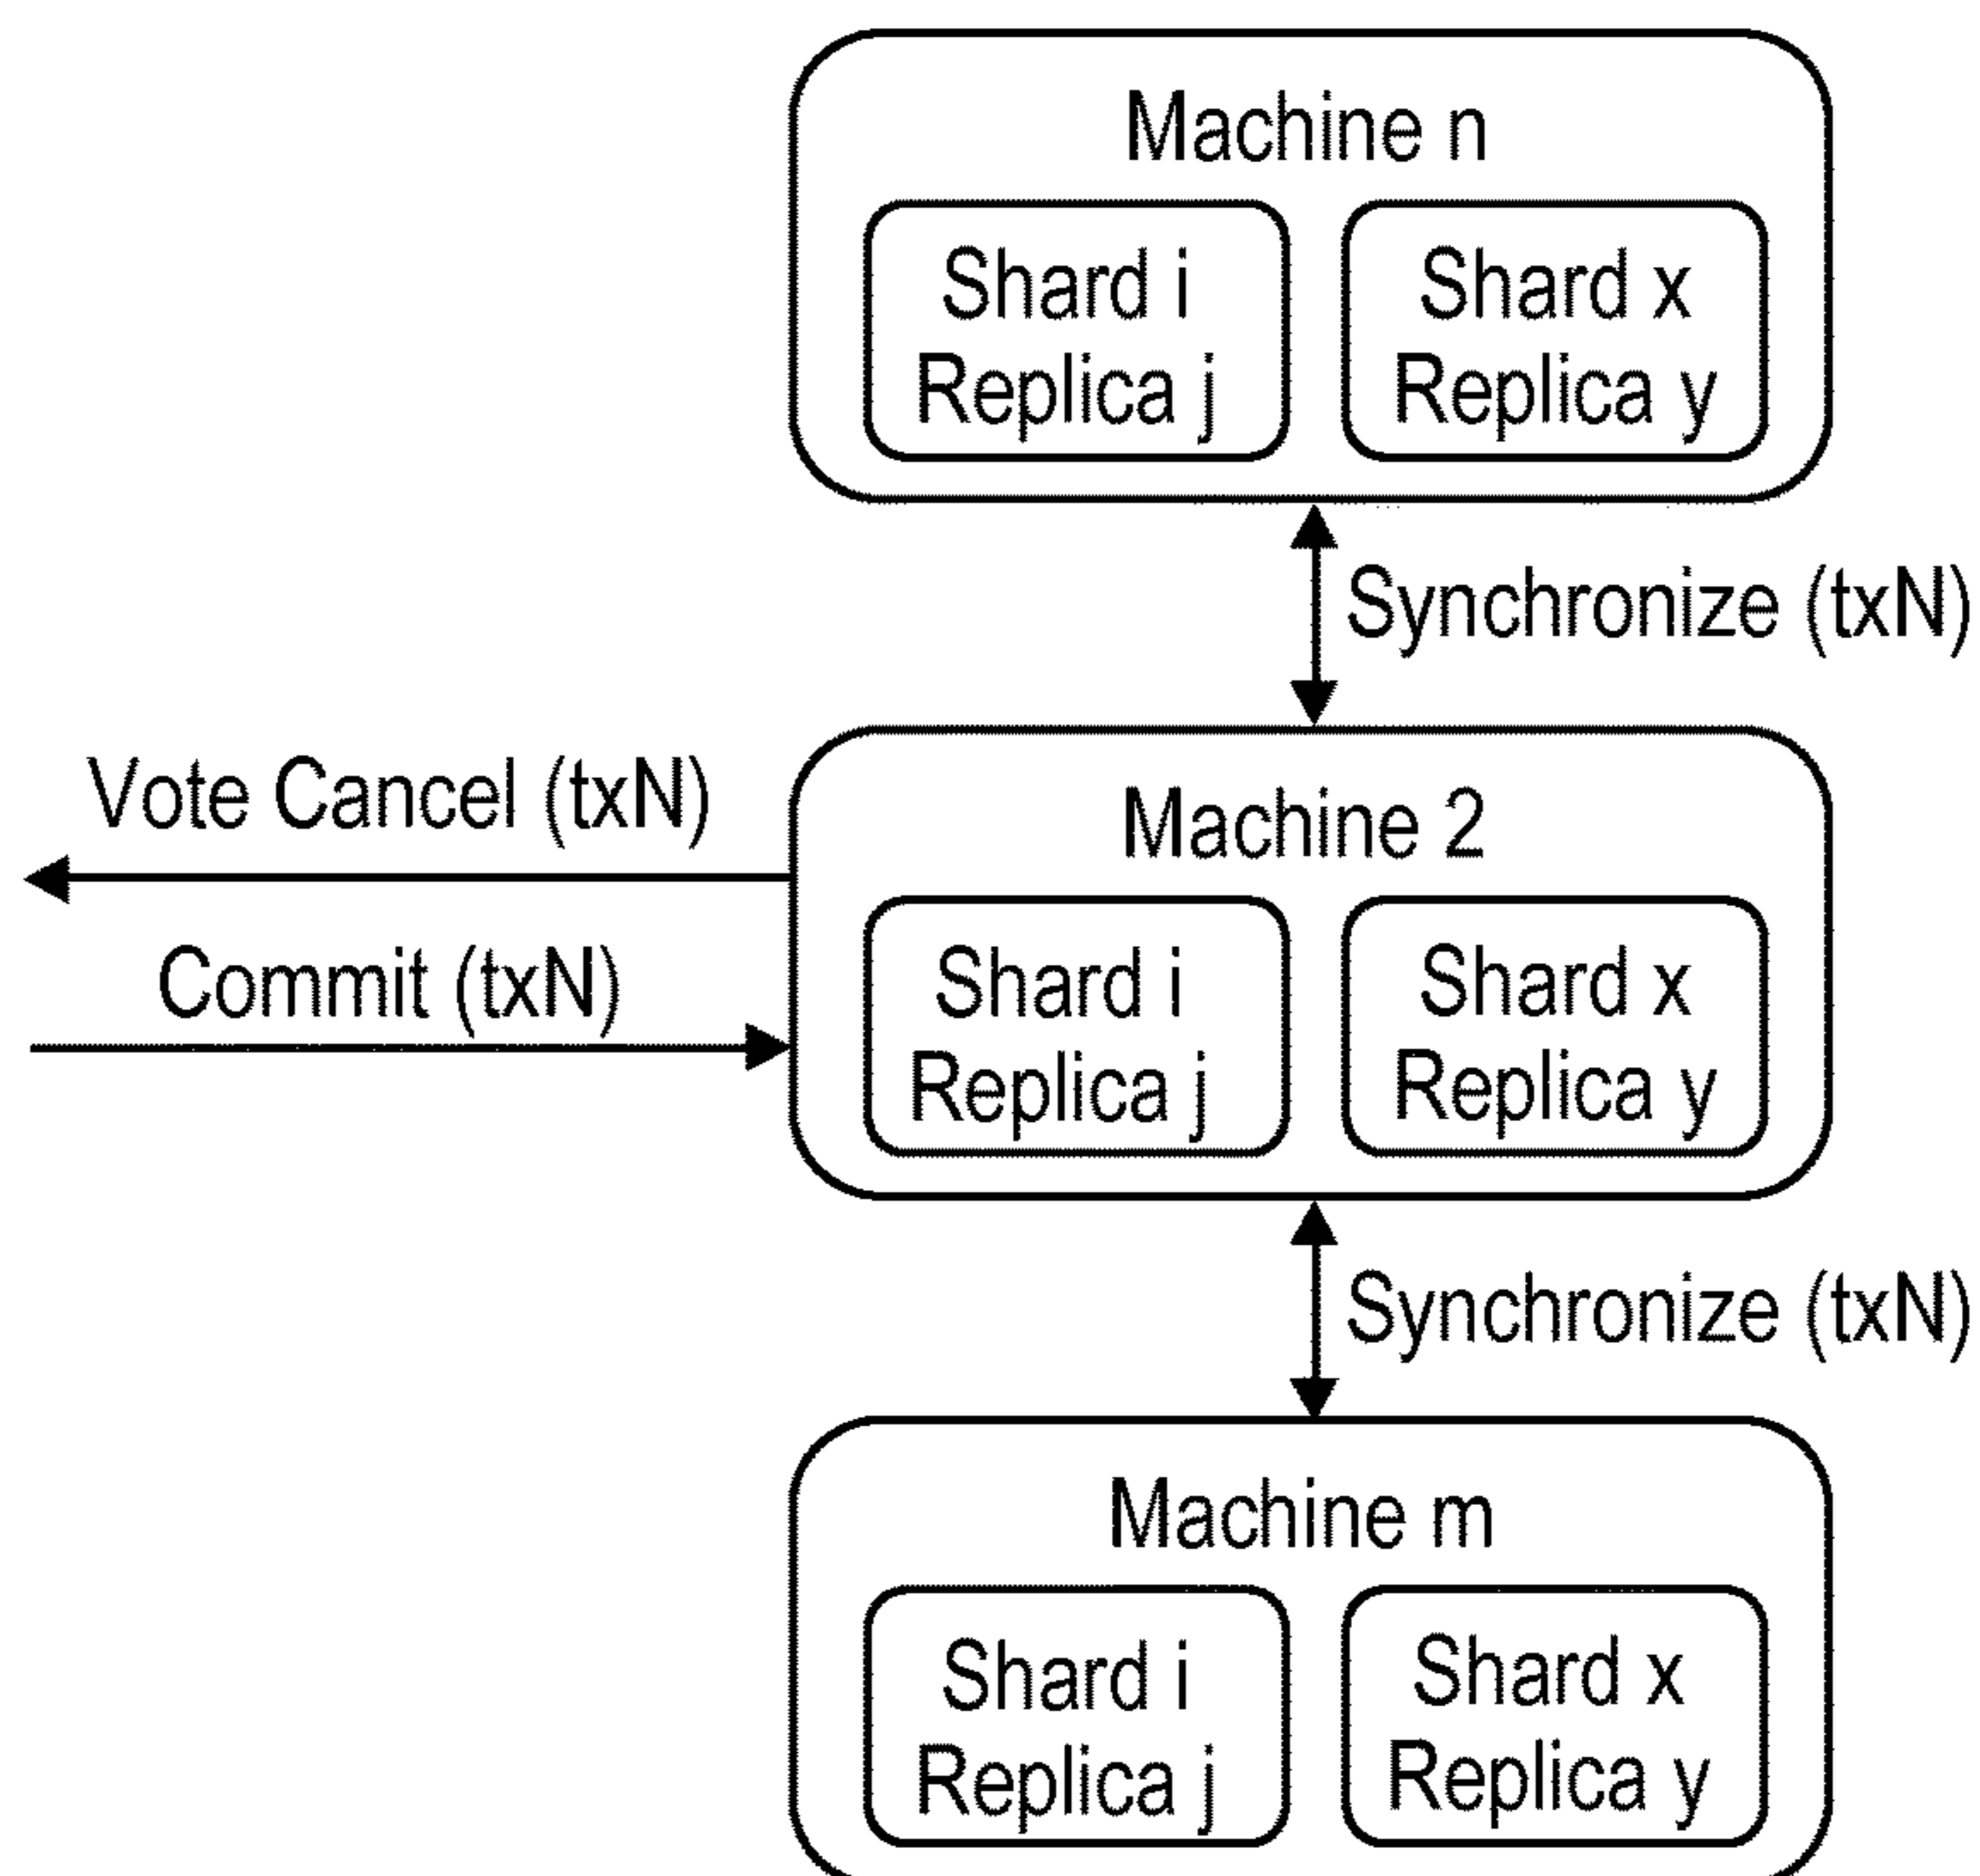 Machine n
Shard i
Replica j
Shard x
Replica y
Synchronize (txN)
Vote Cancel (txN)
Commit (txN)
Machine 2
Shard i
Replica j
Shard x
Replica y
Synchronize (txN)
Machine m
Shard i
Replica j
Shard x
Replica y